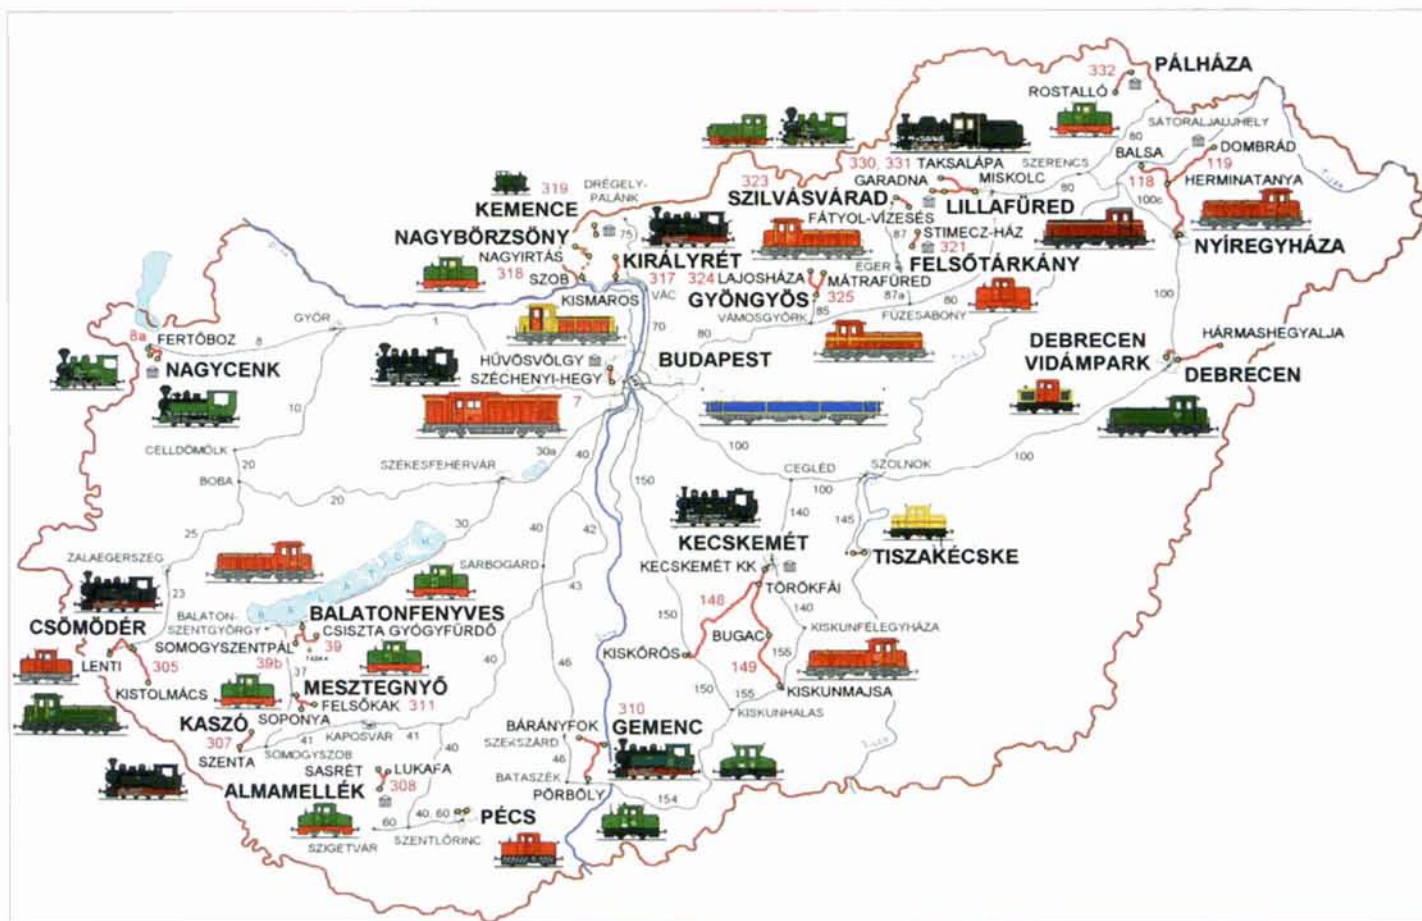 332 PÁLHÁZA
ROSTALLÓ
SÁTORALJAUJHELY
80
BALSA
DOMBRÁD
119
330, 331 TAKSALÁPA
SZERENCS
GARADNA
MISKOLC
80
118
HERMINATANYA
100c
319
DRÉGELY-
PALÁNK
KEMENCE
323
SZILVÁSVÁRAD
LILLAFÜRED
FÁTYOL-VÍZESÉS
NAGYBÖRZSÖNY
75
87
STIMECZ-HÁZ
321
NYÍREGYHÁZA
NAGYIRTÁS
318
SZOB
KIRÁLYRÉT
317
324
LAJOSHÁZA
EGER
FELSŐTÁRKÁNY
MÁTRAFÜRED
KISMAROS
VÁC
GYÖNGYÖS
325
87a
80
FÜZESABONY
100
GYŐR
1
70
80
VÁMOSGYÖRK
85
8a
FERTŐBOZ
8
HÁRMASHEGYALJA
NAGYCENK
HŰVÖSVÖLGY
BUDAPEST
DEBRECEN
VIDÁMPARK
SZÉCHENYI-HEGY
DEBRECEN
7
10
CELLDÖMÖLK
20
30a
40
100
100
BOBA
SZÉKESFEHÉRVÁR
150
CEGLÉD
SZOLNOK
100
20
140
145
25
30
40
42
KECSKEMÉT
TISZAKÉCSKE
ZALAEGERSZEG
SÁRBOGÁRD
KECSKEMÉT KK
23
BALATON
43
TÖRÖKFÁI
148
BALATON-
SZENTGYÖRGY
BALATONFENYVES
CSISZTA GYÓGYFÜRDŐ
140
CSÖMÖDÉR
SOMOGYSZENTPÁL
39
150
BUGAC
KISKUNFÉLEGYHÁZA
LENTI
305
39b
TÁSKA
40
46
KISKŐRÖS
149
155
KISTOLMÁCS
37
MESZTEGNYŐ
FELSŐKAK
311
150
155
KISKUNMAJSA
KASZÓ
SOPONYA
310
KISKUNHALAS
307
KAPOSVÁR
BÁRÁNYFOK
GEMENC
SZENTA
41
41
SZEKSZÁRD
SOMOGYSZOB
40
46
SASRÉT
LUKAFA
BATASZÉK
ALMAMELLÉK
308
PÖRBÖLY
154
60
40, 60
PÉCS
SZIGETVÁR
SZENTLŐRINC